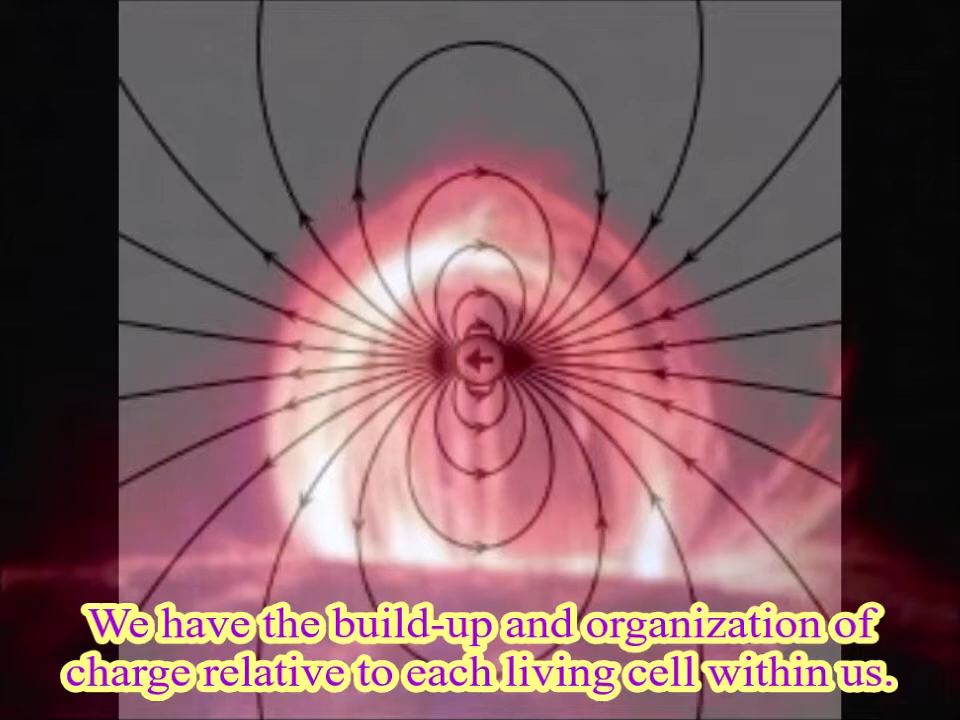 We have the build-up and organization of
charge relative to each living cell within us.